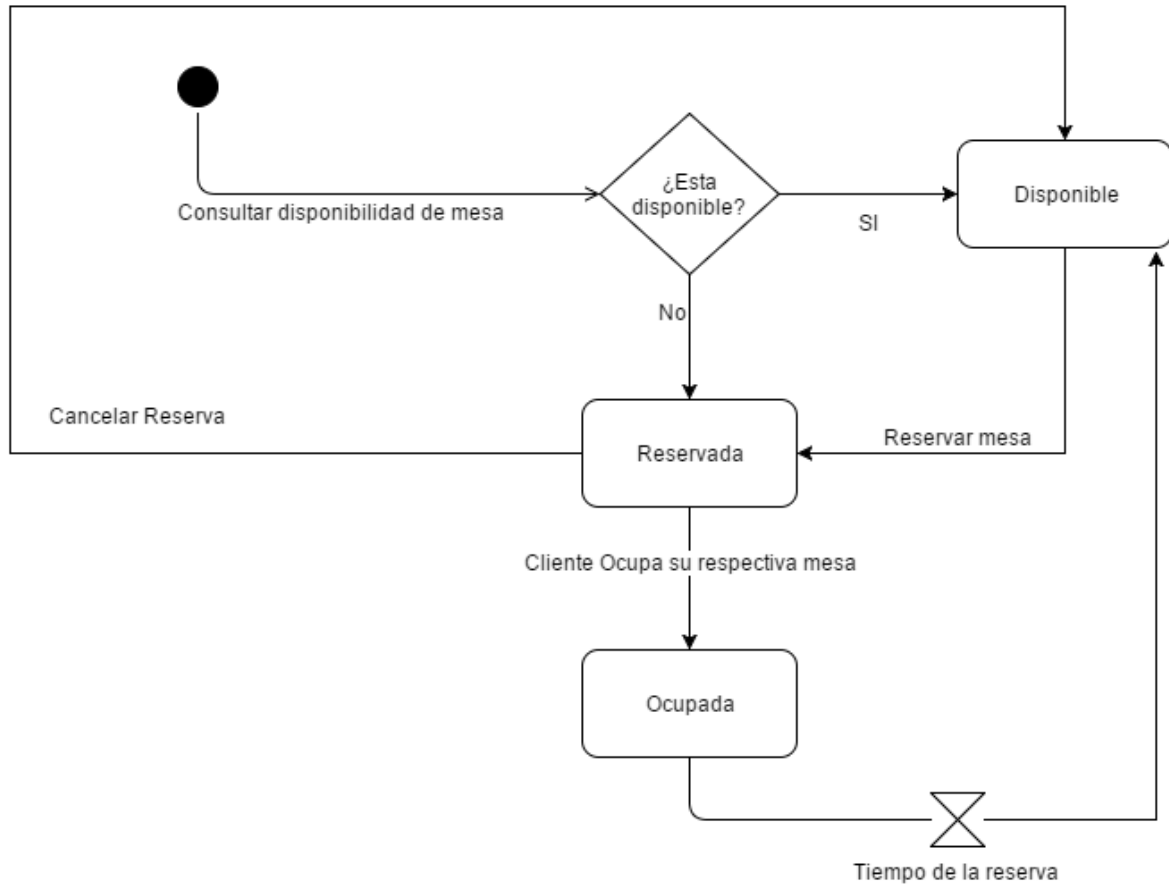 ¿Esta
disponible?
Disponible
Consultar disponibilidad de mesa
SI
No
Cancelar Reserva
Reservar mesa
Reservada
Cliente Ocupa su respectiva mesa
Ocupada
Tiempo de la reserva